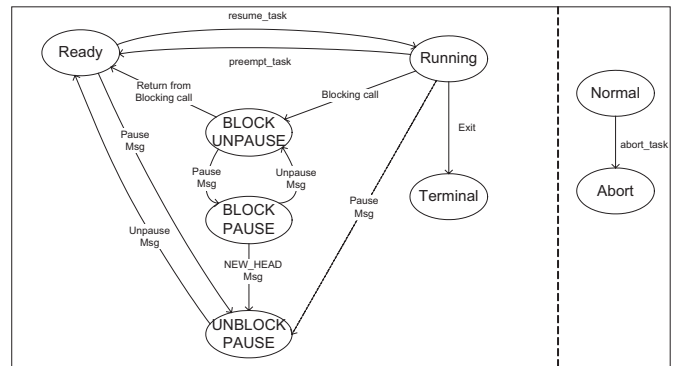 resume_task
Ready
Running
preempt_task
Return from
Blocking call
Blocking call
Normal
BLOCK
UNPAUSE
Pause
Msg
Exit
abort_task
Pause
Msg
Unpause
Msg
Terminal
Abort
BLOCK
PAUSE
Pause
Msg
Unpause
Msg
NEW_HEAD
Msg
UNBLOCK
PAUSE